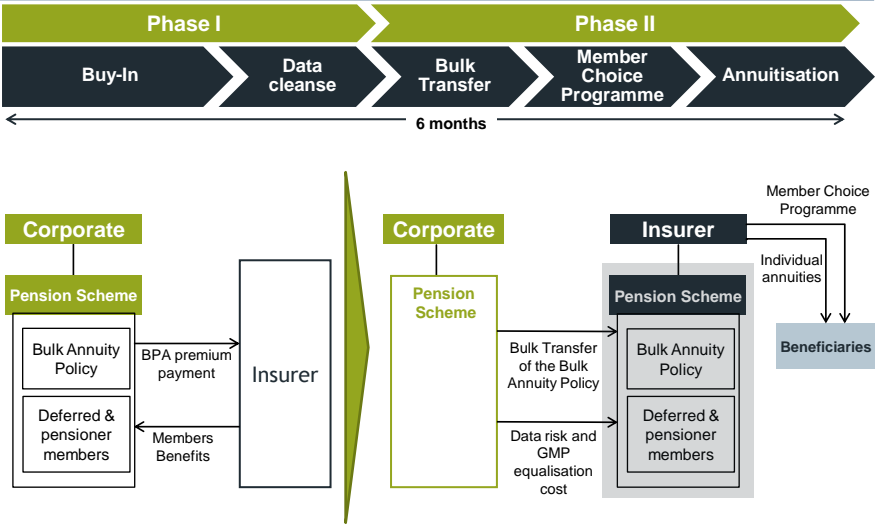 Phase I
Phase II
Buy-In
Data
cleanse
Bulk
Transfer
Member
Choice
Programme
Annuitisation
6 months
Corporate
Pension Scheme
Bulk Annuity
Policy
Deferred &
pensioner
members
BPA premium
payment
Members
Benefits
Insurer
Corporate
Pension
Scheme
Bulk Transfer
of the Bulk
Annuity Policy
Data risk and
GMP
equalisation
cost
Insurer
Pension Scheme
Bulk Annuity
Policy
Deferred &
pensioner
members
Member Choice
Programme
Individual
annuities
Beneficiaries